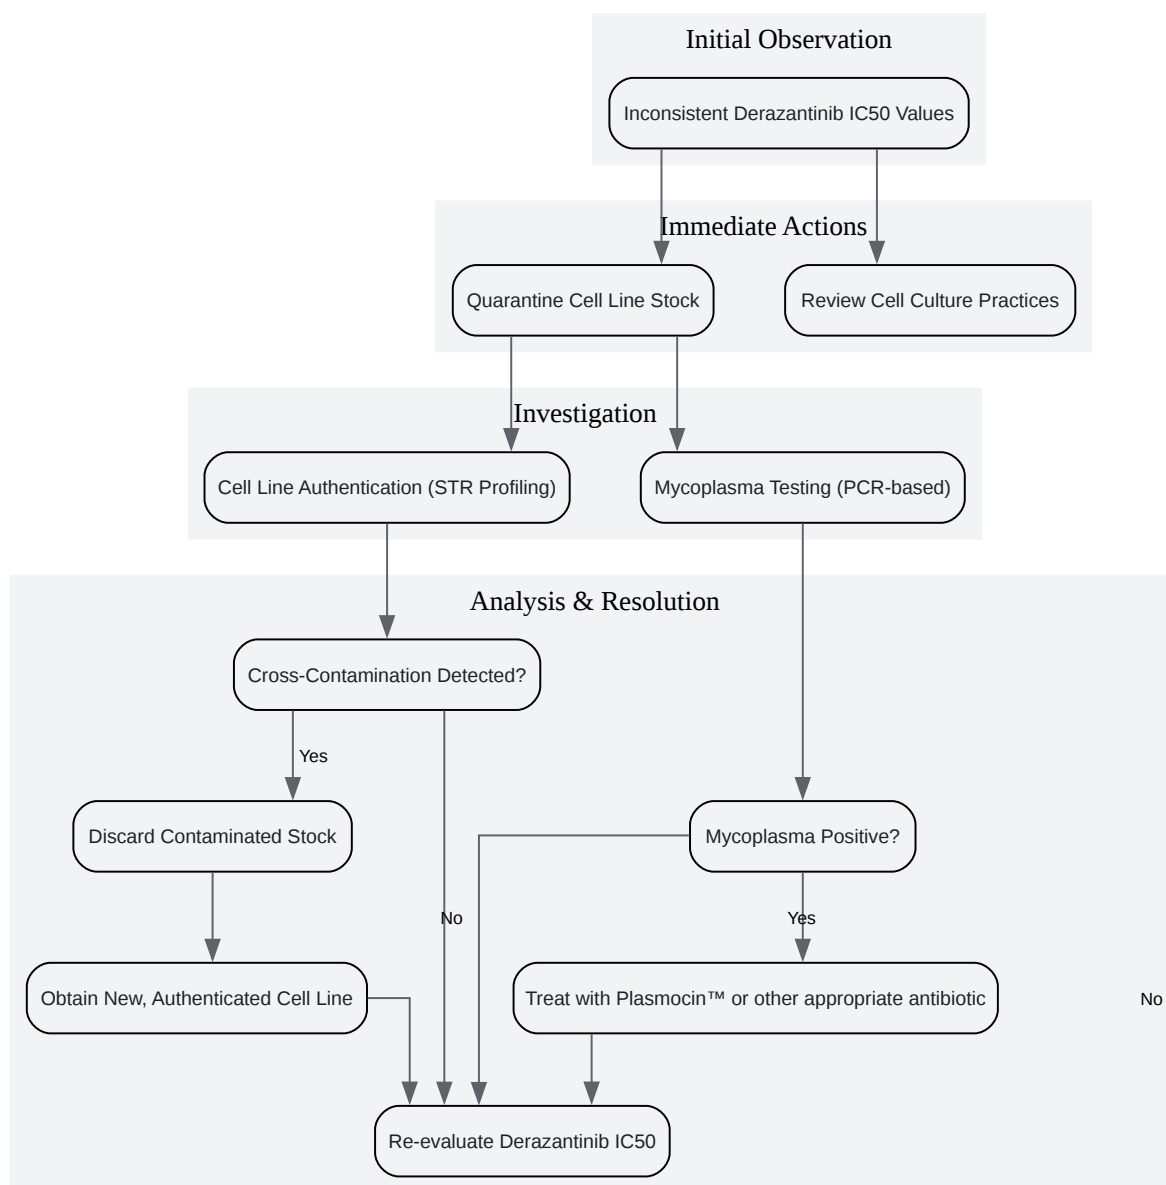 Initial Observation
Inconsistent Derazantinib IC50 Values
Immediate Actions
Quarantine Cell Line Stock
Review Cell Culture Practices
Investigation
Cell Line Authentication (STR Profiling)
Mycoplasma Testing (PCR-based)
Analysis & Resolution
Cross-Contamination Detected?
Yes
Discard Contaminated Stock
Mycoplasma Positive?
No
Yes
Obtain New, Authenticated Cell Line
Treat with Plasmocin™ or other appropriate antibiotic
No
Re-evaluate Derazantinib IC50